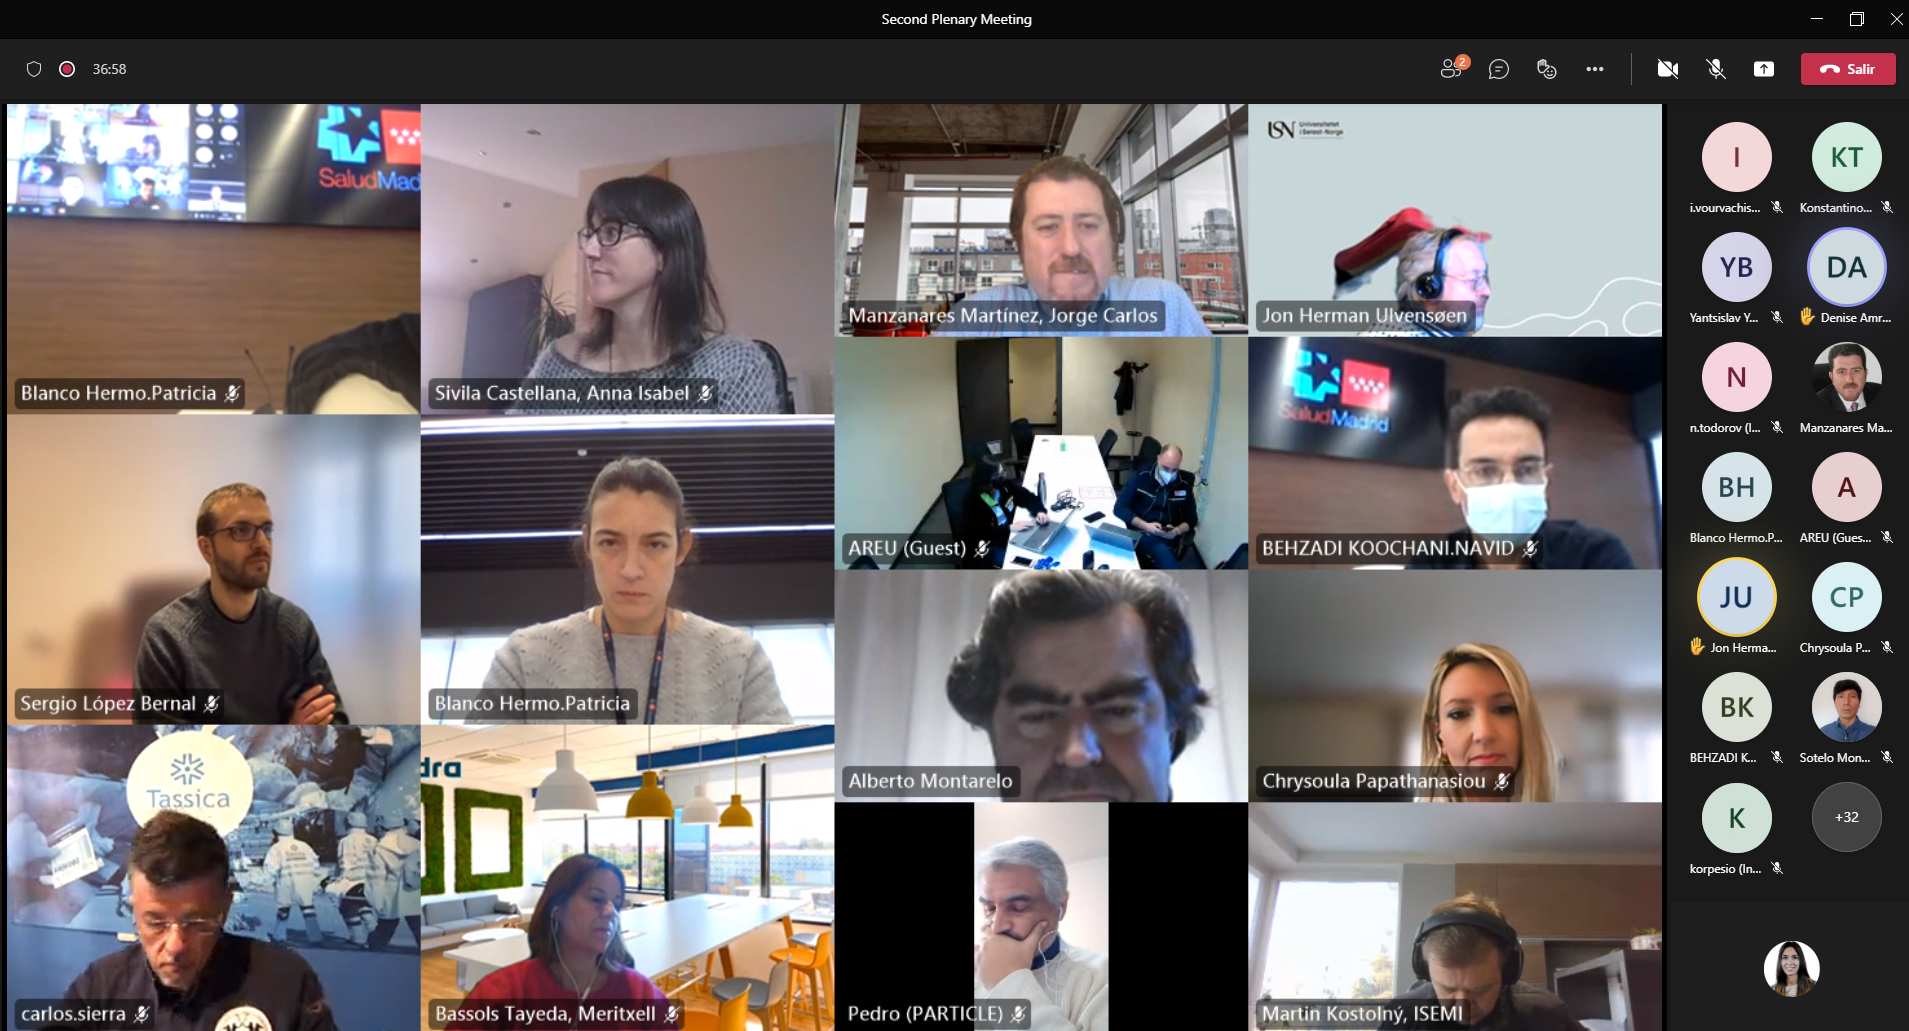 Second Plenary Meeting
36:58
2
Salir
SaludMad
Blanco Hermo.Patricia
Sivila Castellana, Anna Isabel
Manzanares Martínez, Jorge Carlos
USN Universitetet
i Sørøst-Norge
Jon Herman Ulvensøen
AREU (Guest)
SaludMadrid
BEHZADI KOOCHANI.NAVID
Sergio López Bernal
Blanco Hermo.Patricia
Alberto Montarelo
Chrysoula Papathanasiou
Tassica
carlos.sierra
dra
Bassols Tayeda, Meritxell
Pedro (PARTICLE)
Martin Kostolný, ISEMI
I
KT
i.vourvachis...
Konstantino...
YB
DA
Yantsislav Y...
Denise Amr...
N
n.todorov (I...
Manzanares Ma...
BH
A
Blanco Hermo.P...
AREU (Gues...
JU
CP
Jon Herma...
Chrysoula P...
BK
BEHZADI K...
Sotelo Mon...
K
+32
korpesio (In...